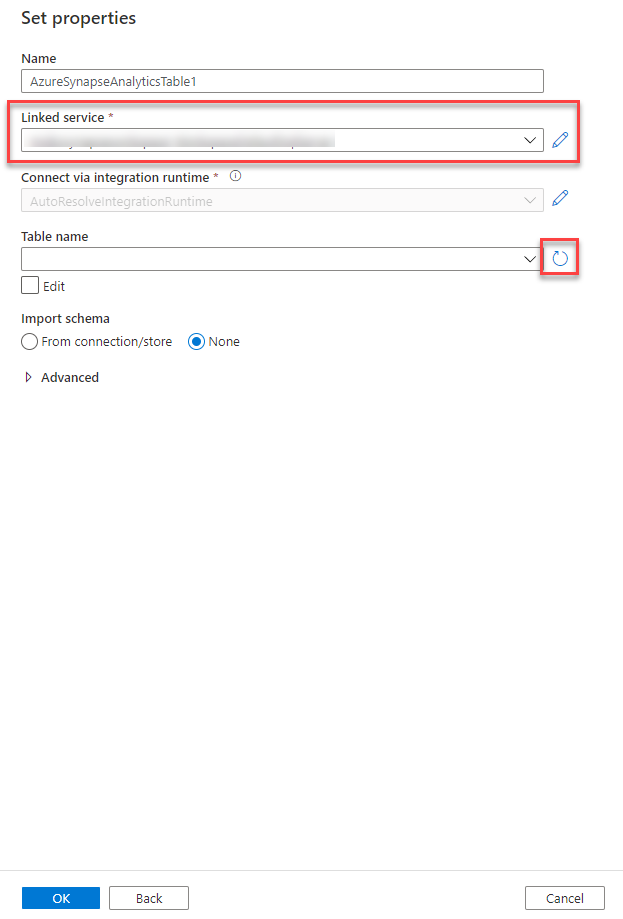 Set properties
Name
AzureSynapseAnalyticsTable1
Linked service *
Connect via integration runtime *
AutoResolveIntegrationRuntime
Table name
Edit
Import schema
From connection/store None
Advanced
OK Back Cancel